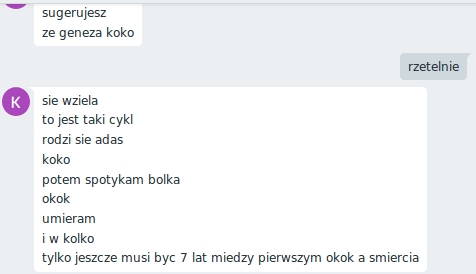 sugerujesz
ze geneza koko
rzetelnie
K
sie wziela
to jest taki cykl
rodzi sie adas
koko
potem spotykam bolka
okok
umieram
i w kolko
tylko jeszcze musi byc 7 lat miedzy pierwszym okok a smiercia